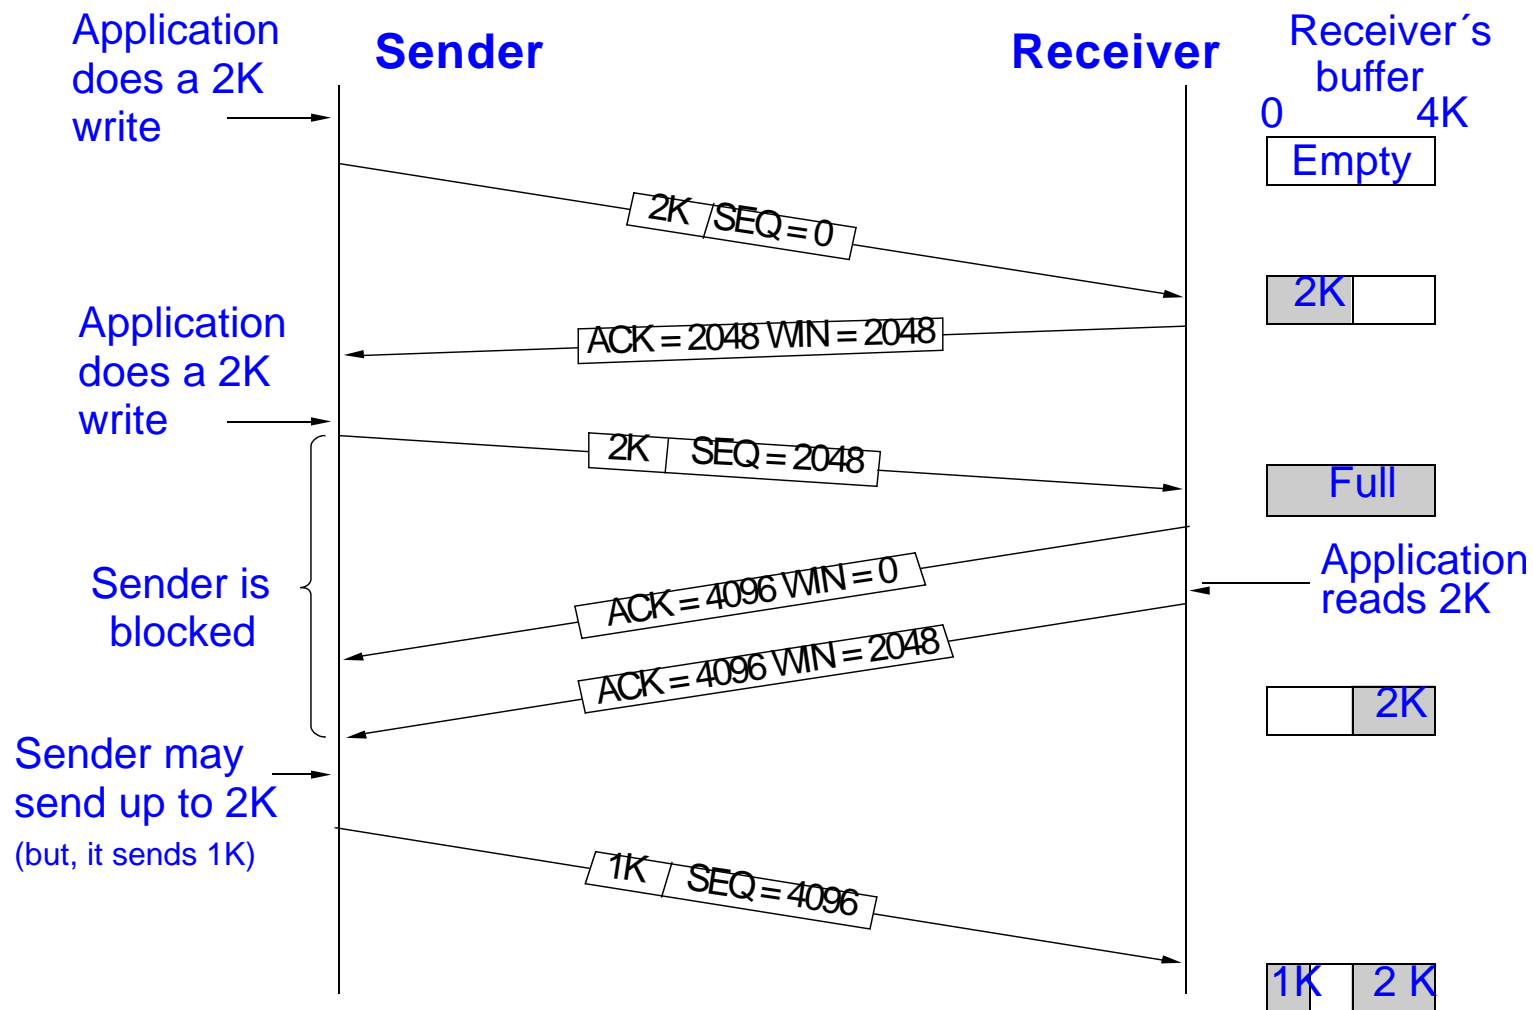 Application
does a 2K
write
Sender
Receiver
Receiver´s
buffer
0 4K
Empty
2K SEQ = 0
2K
ACK = 2048 WIN = 2048
Application
does a 2K
write
2K SEQ = 2048
Full
Application
reads 2K
ACK = 4096 WIN = 0
Sender is
blocked
ACK = 4096 WIN = 2048
2K
Sender may
send up to 2K
(but, it sends 1K)
1K SEQ = 4096
1K 2 K